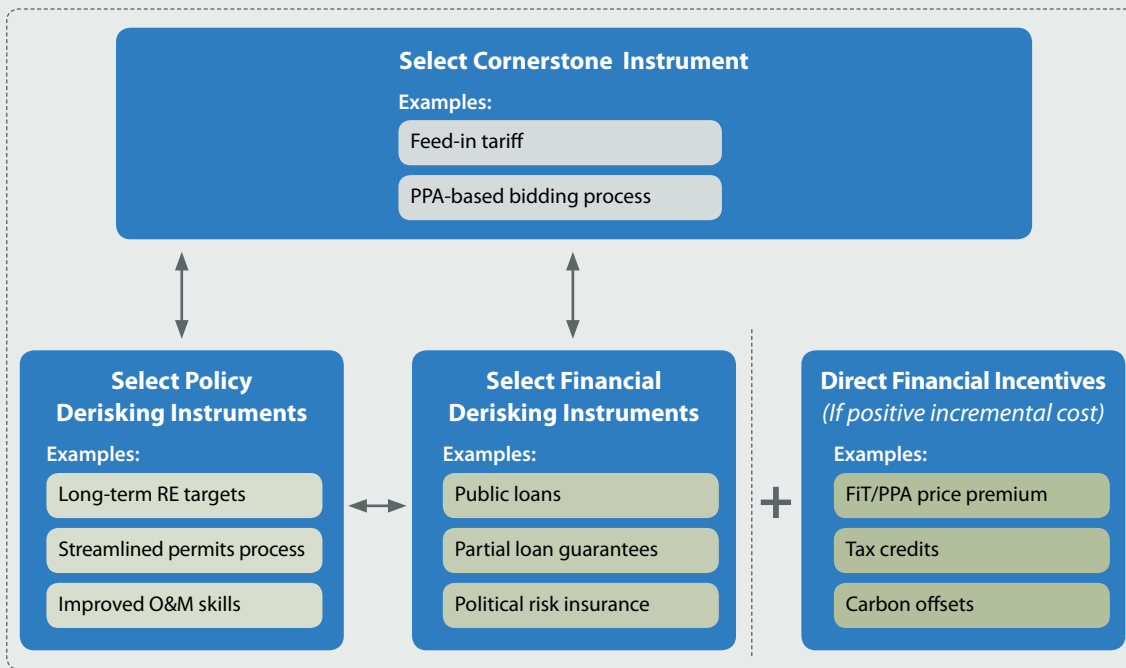 Select Cornerstone Instrument
Examples:
Feed-in tariff
PPA-based bidding process
Select Policy
Derisking Instruments
Examples:
Long-term RE targets
Streamlined permits process
Improved O&M skills
Select Financial
Derisking Instruments
Examples:
Public loans
Partial loan guarantees
Political risk insurance
+
Direct Financial Incentives
(If positive incremental cost)
Examples:
FiT/PPA price premium
Tax credits
Carbon offsets